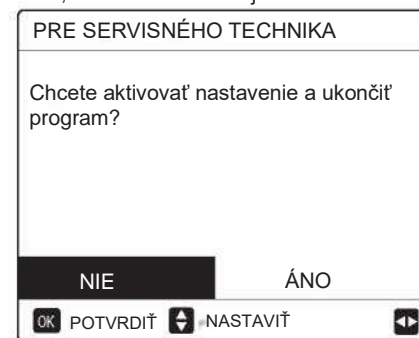 PRE SERVISNÉHO TECHNIKA
Chcete aktivovať nastavenie a ukončiť
program?
NIE ÁNO
OK POTVRDIŤ NASTAVIŤ